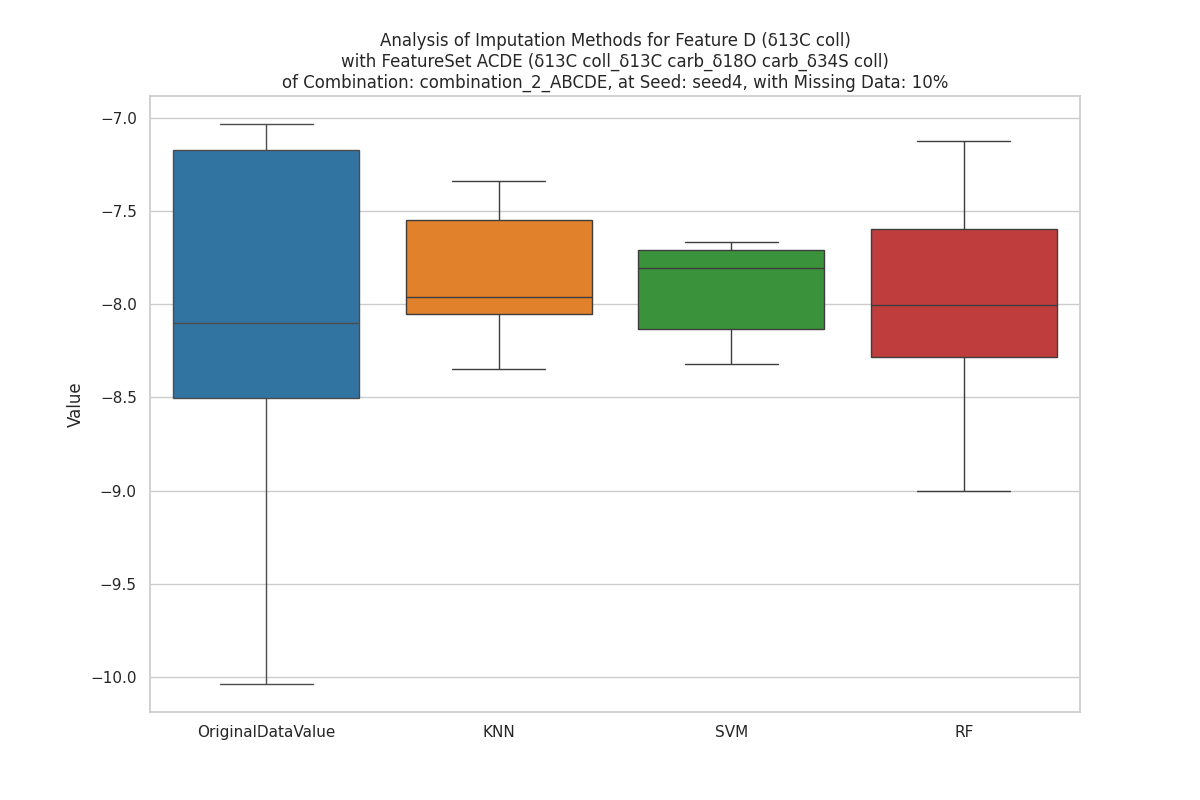 Analysis of Imputation Methods for Feature D (δ13C coll)
with FeatureSet ACDE (δ13C coll_δ13C carb_δ18O carb_δ34S coll)
of Combination: combination_2_ABCDE, at Seed: seed4, with Missing Data: 10%
−7.0
−7.5
−8.0
−8.5
−9.0
−9.5
−10.0
Value
OriginalDataValue
KNN
SVM
RF